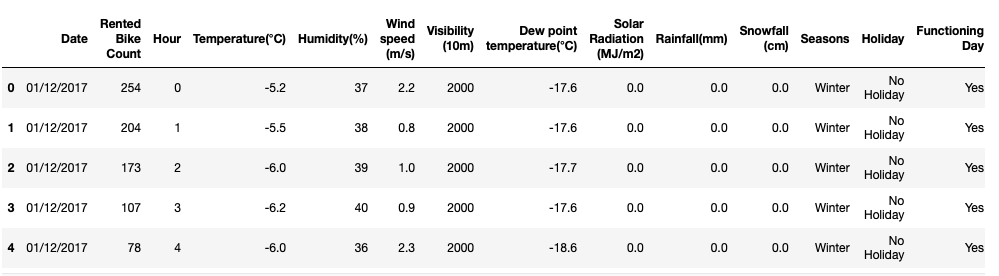 Date Rented Bike Count Hour Temperature(°C) Humidity(%) Wind speed (m/s) Visibility (10m) Dew point temperature(°C) Solar Radiation (MJ/m2) Rainfall(mm) Snowfall (cm) Seasons Holiday Functioning Day
0 01/12/2017 254 0 -5.2 37 2.2 2000 -17.6 0.0 0.0 0.0 Winter No Holiday Yes
1 01/12/2017 204 1 -5.5 38 0.8 2000 -17.6 0.0 0.0 0.0 Winter No Holiday Yes
2 01/12/2017 173 2 -6.0 39 1.0 2000 -17.7 0.0 0.0 0.0 Winter No Holiday Yes
3 01/12/2017 107 3 -6.2 40 0.9 2000 -17.6 0.0 0.0 0.0 Winter No Holiday Yes
4 01/12/2017 78 4 -6.0 36 2.3 2000 -18.6 0.0 0.0 0.0 Winter No Holiday Yes